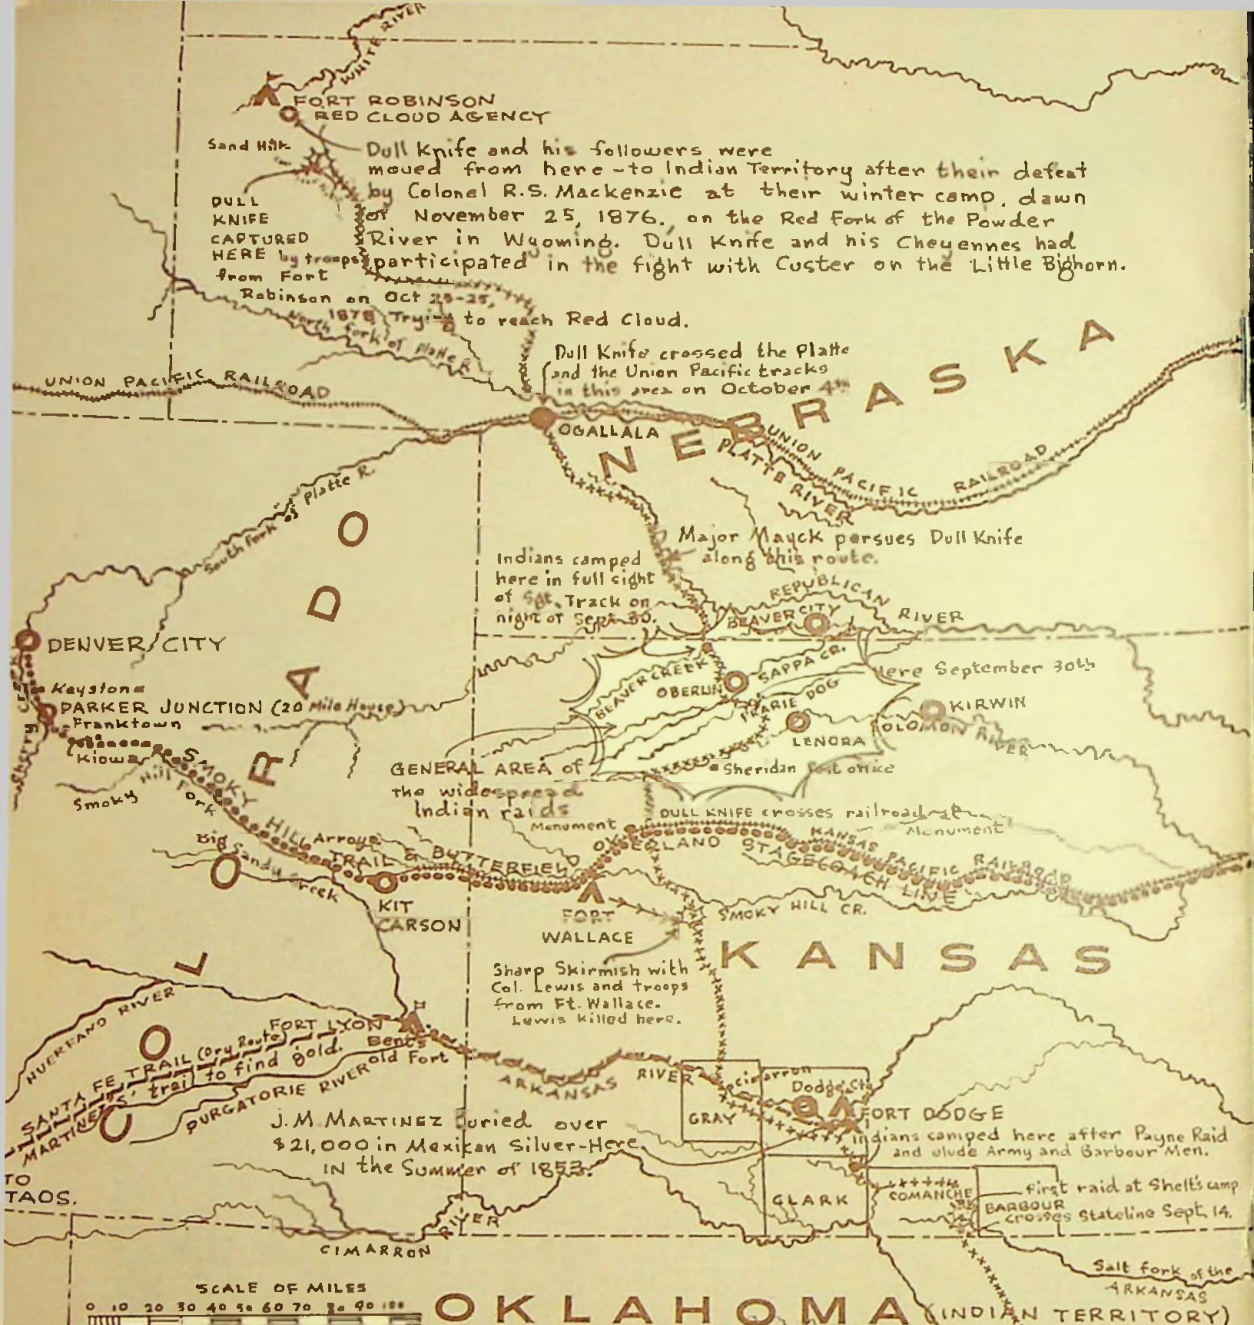 WHITE RIVER
FORT ROBINSON
RED CLOUD AGENCY
Sand Hills
Dull Knife and his followers were
moved from here - to Indian Territory after their defeat
by Colonel R.S. Mackenzie at their winter camp, dawn
of November 25, 1876, on the Red Fork of the Powder
River in Wyoming. Dull Knife and his Cheyennes had
participated in the fight with Custer on the Little Bighorn.
DULL
KNIFE
CAPTURED
HERE by troops
from Fort
Robinson on Oct
1878 Trying to reach Red Cloud.
North fork of Platte R.
Dull Knife crossed the Platte
and the Union Pacific tracks
in this area on October 4th
UNION PACIFIC RAILROAD
OGALLALA
NEBRASKA
UNION PACIFIC RAILROAD
PLATTE RIVER
South Fork of Platte R.
Major Mauck persues Dull Knife
along this route.
Indians camped
here in full sight
of Sgt. Track on
night of Sept. 30.
REPUBLICAN RIVER
BEAVER CITY
DENVER CITY
BEAVER CREEK
SAPPA CR.
here September 30th
OBERLIN
PRARIE DOG
Keystone
PARKER JUNCTION (20 Mile House)
KIRWIN
Franktown
SOLOMON RIVER
LENORA
Cherry Creek
Kiowa
Sheridan Post office
GENERAL AREA of
the widespread
Indian raids
Smoky Hill Fork
DULL KNIFE crosses railroad at
Monument
Monument
SMOKY HILL TRAIL & BUTTERFIELD
OVERLAND STAGECOACH LINE
KANSAS PACIFIC RAILROAD
Arroyo
Big Sandy Creek
KIT
CARSON
FORT
WALLACE
SMOKY HILL CR.
KANSAS
COLORADO
Sharp Skirmish with
Col. Lewis and troops
from Ft. Wallace.
Lewis killed here.
HUERFANO RIVER
FORT LYON
Bent's
old Fort
SANTA FE TRAIL (Dry Route)
MARTINEZ' trail to find gold.
PURGATORIE RIVER
ARKANSAS RIVER
Cimarron
Dodge City
GRAY
FORT DODGE
J.M. MARTINEZ buried over
$21,000 in Mexican Silver-Here
IN the Summer of 1853.
Indians camped here after Payne Raid
and elude Army and Barbour Men.
TO
TAOS.
CLARK
COMANCHE
BARBOUR
first raid at Shelt's camp
crosses Stateline Sept. 14.
CIMARRON RIVER
Salt fork of the
ARKANSAS
SCALE OF MILES
0 10 20 30 40 50 60 70 80 90 100
OKLAHOMA (INDIAN TERRITORY)